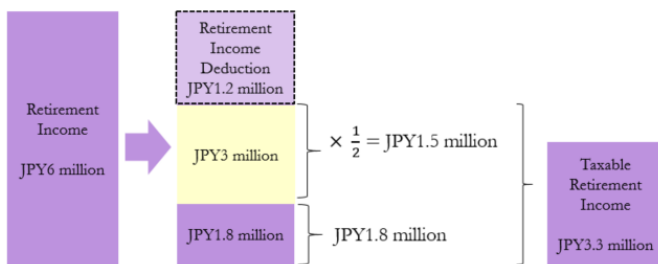 Retirement
Income
JPY6 million
Retirement
Income
Deduction
JPY1.2 million
JPY3 million
× 1/2 = JPY1.5 million
JPY1.8 million
JPY1.8 million
Taxable
Retirement
Income
JPY3.3 million